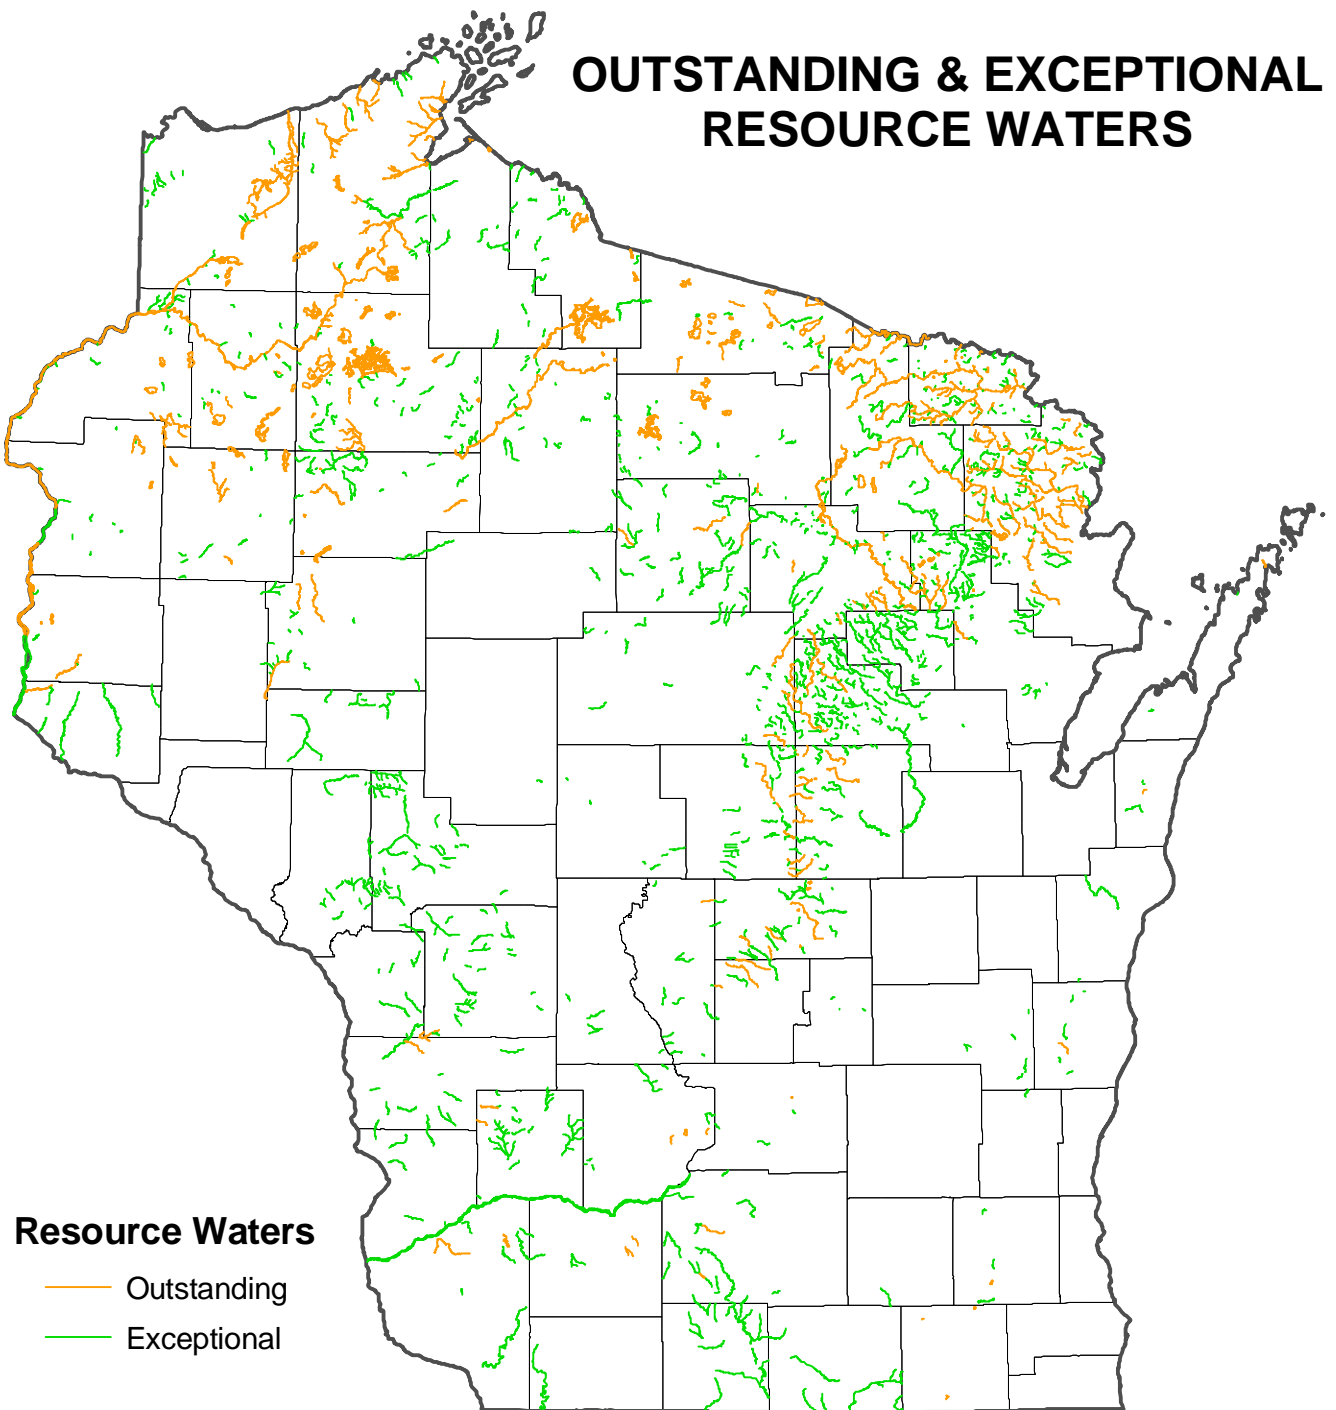 OUTSTANDING & EXCEPTIONAL
RESOURCE WATERS
Resource Waters
Outstanding
Exceptional